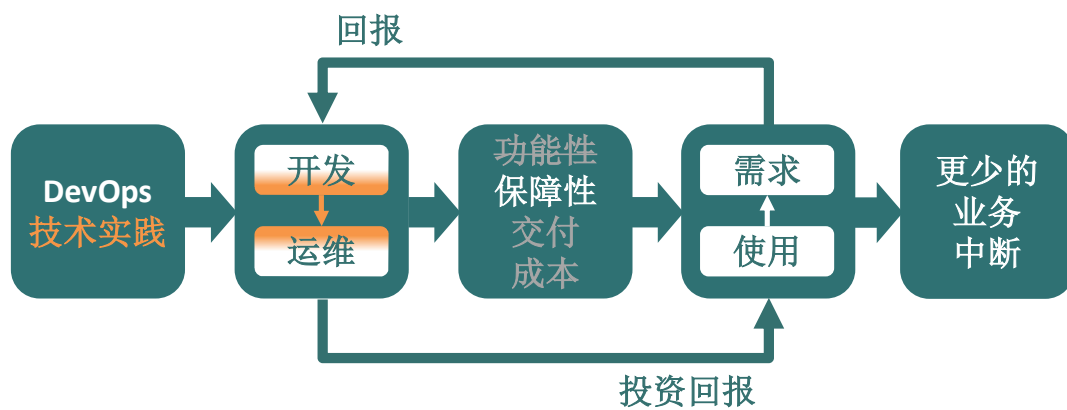 回报
DevOps
技术实践
开发
运维
功能性
保障性
交付
成本
需求
使用
更少的
业务
中断
投资回报